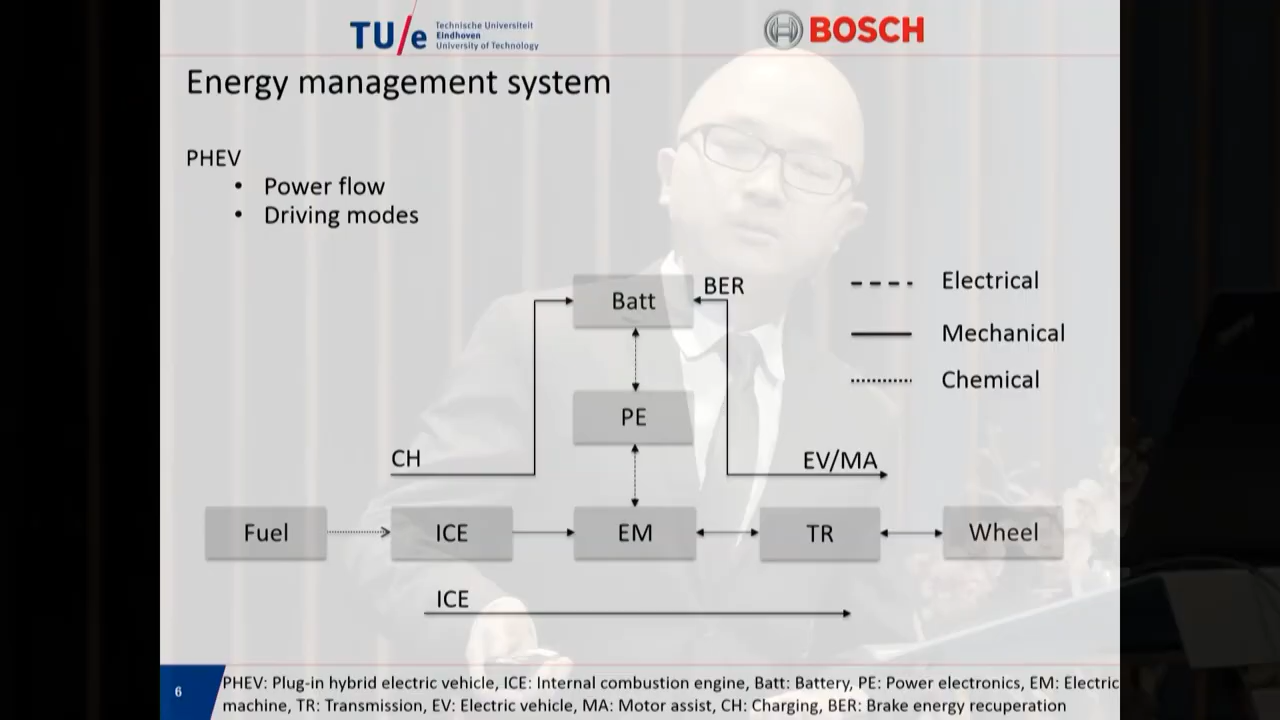 TU/e Technische Universiteit
Eindhoven
University of Technology
BOSCH
Energy management system
PHEV
• Power flow
• Driving modes
Batt
BER
Electrical
Mechanical
Chemical
PE
CH
EV/MA
Fuel
ICE
EM
TR
Wheel
ICE
6
PHEV: Plug-in hybrid electric vehicle, ICE: Internal combustion engine, Batt: Battery, PE: Power electronics, EM: Electric
machine, TR: Transmission, EV: Electric vehicle, MA: Motor assist, CH: Charging, BER: Brake energy recuperation